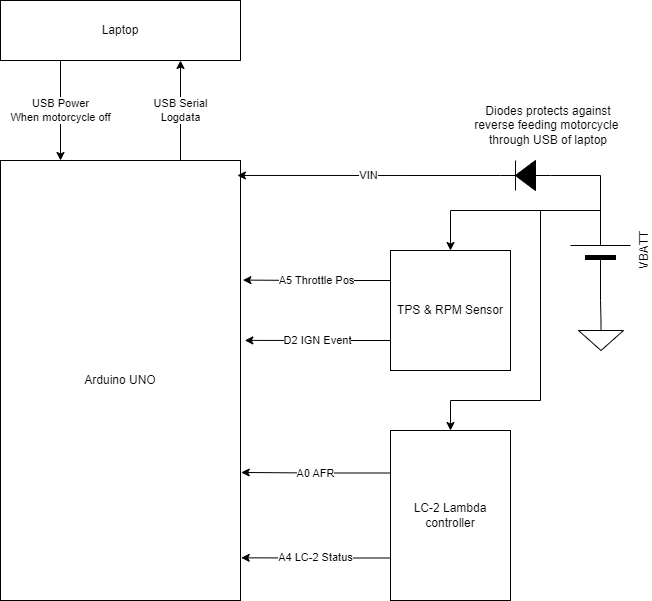 Laptop
USB Power
When motorcycle off
USB Serial
Logdata
Diodes protects against
reverse feeding motorcycle
through USB of laptop
VIN
VBATT
A5 Throttle Pos
TPS & RPM Sensor
D2 IGN Event
Arduino UNO
A0 AFR
LC-2 Lambda
controller
A4 LC-2 Status